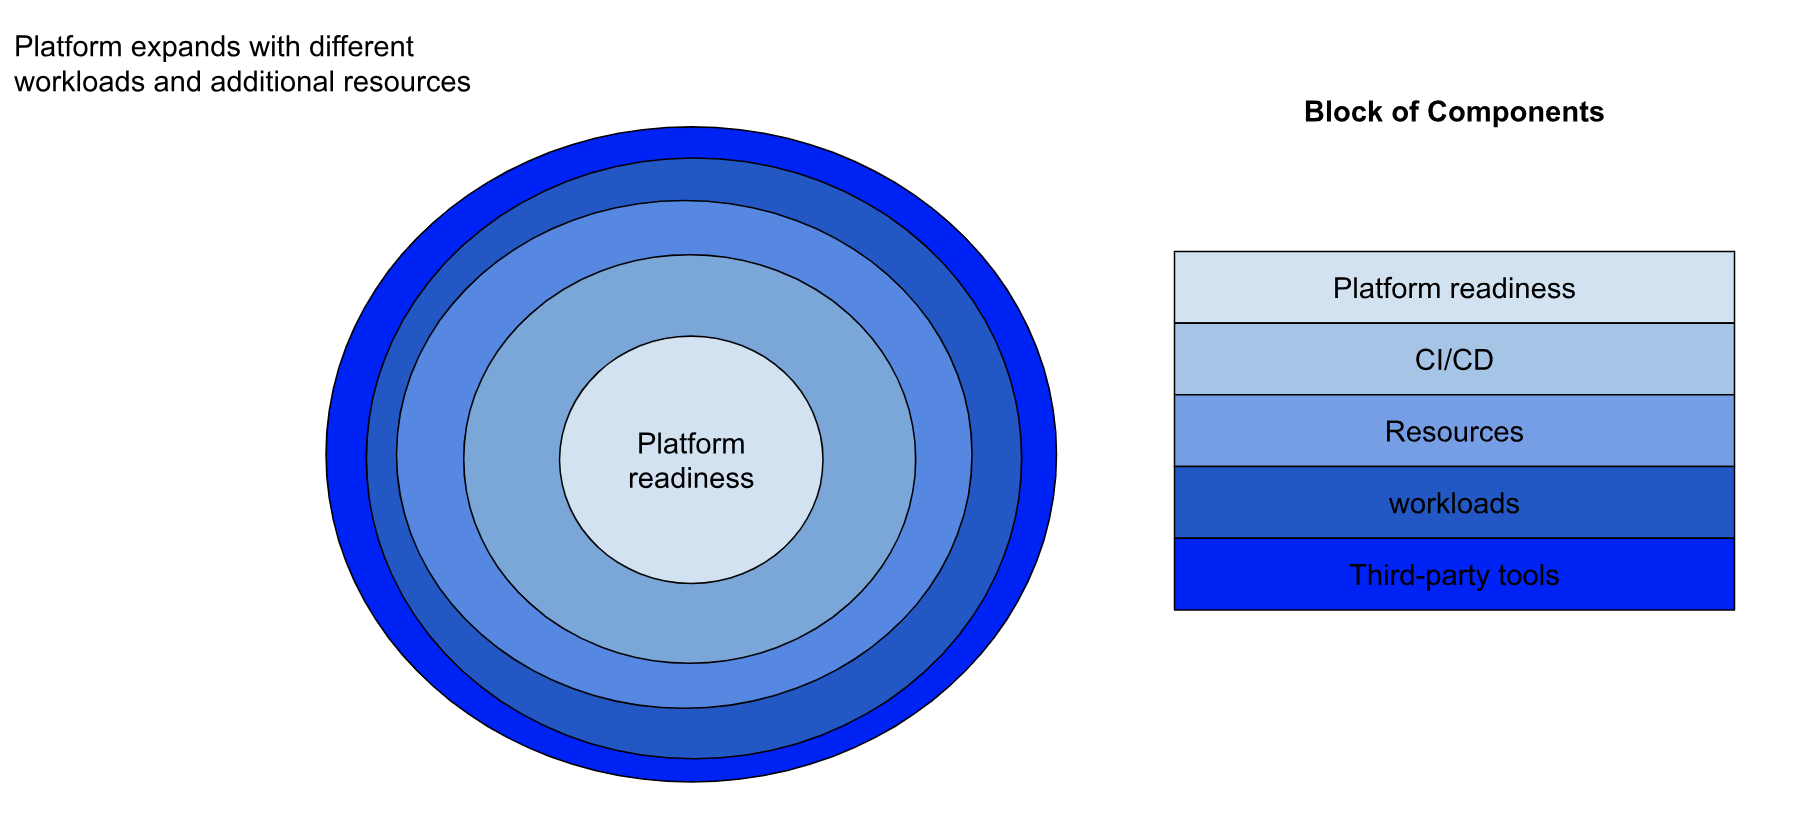 Platform expands with different
workloads and additional resources
Block of Components
Platform
readiness
Platform readiness
CI/CD
Resources
workloads
Third-party tools